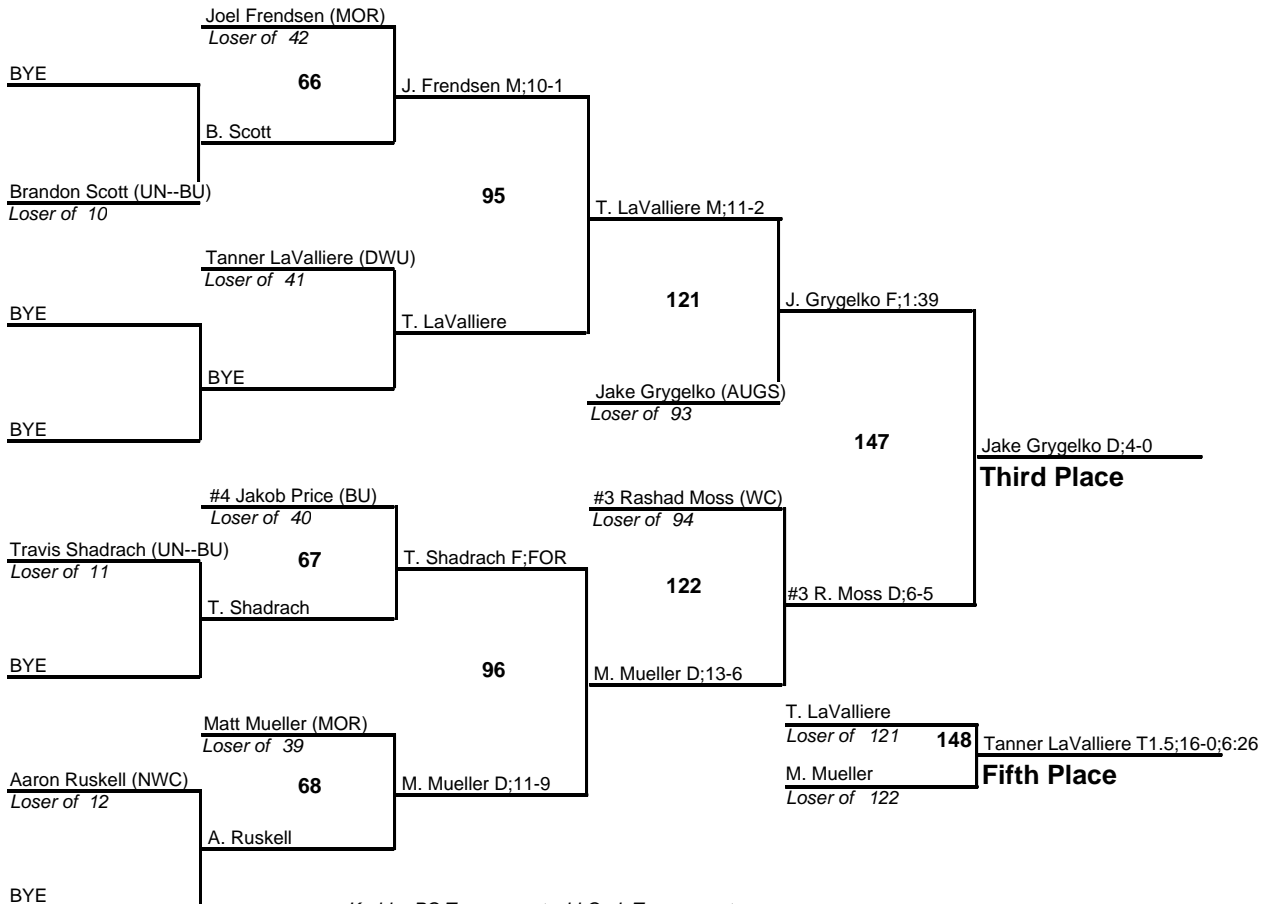 Joel Frendsen (MOR)
Loser of 42
BYE
66
J. Frendsen M;10-1
B. Scott
Brandon Scott (UN--BU)
Loser of 10
95
T. LaValliere M;11-2
Tanner LaValliere (DWU)
Loser of 41
BYE
121
J. Grygelko F;1:39
T. LaValliere
BYE
Jake Grygelko (AUGS)
Loser of 93
BYE
147
Jake Grygelko D;4-0
Third Place
#4 Jakob Price (BU)
Loser of 40
#3 Rashad Moss (WC)
Loser of 94
Travis Shadrach (UN--BU)
Loser of 11
67
T. Shadrach F;FOR
122
#3 R. Moss D;6-5
T. Shadrach
BYE
96
M. Mueller D;13-6
Matt Mueller (MOR)
Loser of 39
T. LaValliere
Loser of 121
148
Tanner LaValliere T1.5;16-0;6:26
Fifth Place
M. Mueller
Loser of 122
Aaron Ruskell (NWC)
Loser of 12
68
M. Mueller D;11-9
A. Ruskell
BYE